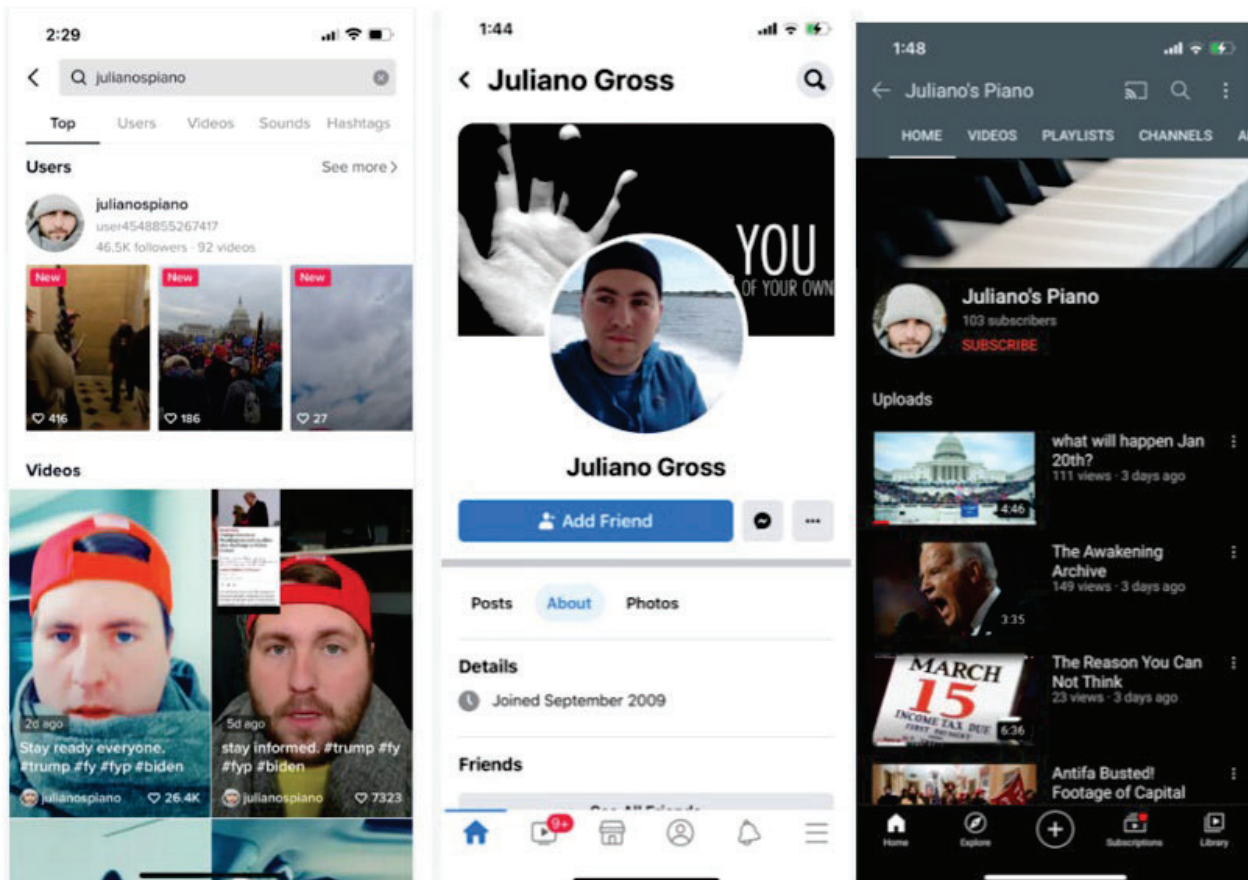 2:29
julianospiano
Top Users Videos Sounds Hashtags
Users See more >
julianospiano
user4548855267417
46.5K followers · 92 videos
New New New
416 186 27
Videos
2d ago
Stay ready everyone.
#trump #fy #fyp #biden
julianospiano 26.4K
5d ago
stay informed. #trump #fy
#fyp #biden
julianospiano 7323
1:44
Juliano Gross
YOU
OF YOUR OWN
Juliano Gross
Add Friend
Posts About Photos
Details
Joined September 2009
Friends
See All Friends
9+
1:48
Juliano's Piano
HOME VIDEOS PLAYLISTS CHANNELS
Juliano's Piano
103 subscribers
SUBSCRIBE
Uploads
what will happen Jan
20th?
111 views · 3 days ago
4:46
The Awakening
Archive
149 views · 3 days ago
3:35
MARCH
15
INCOME TAX DUE
FIRST PAYMENT
The Reason You Can
Not Think
23 views · 3 days ago
6:36
Antifa Busted!
Footage of Capital
Home Explore Subscriptions Library